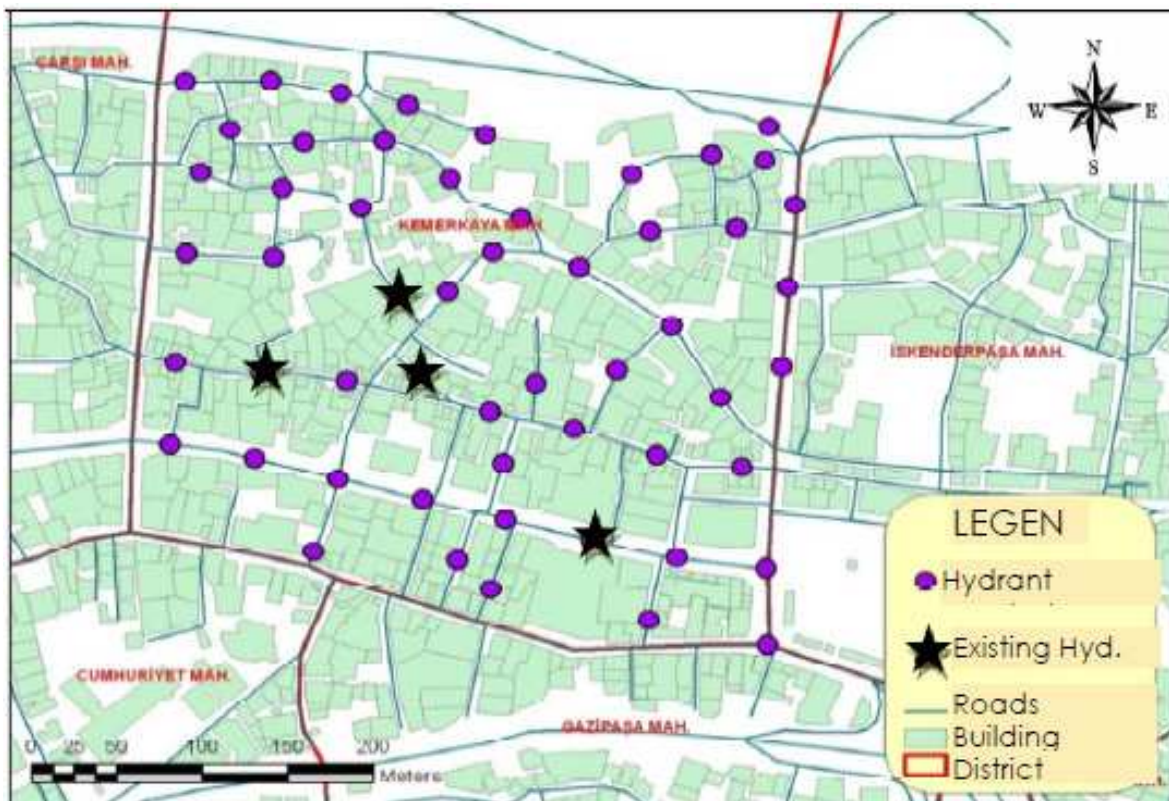 ÇARŞI MAH.
N
W E
S
KEMERKAYA MAH.
İSKENDERPAŞA MAH.
LEGEN
Hydrant
Existing Hyd.
CUMHURİYET MAH.
GAZİPAŞA MAH.
Roads
Building
District
0 25 50 100 150 200
Meters